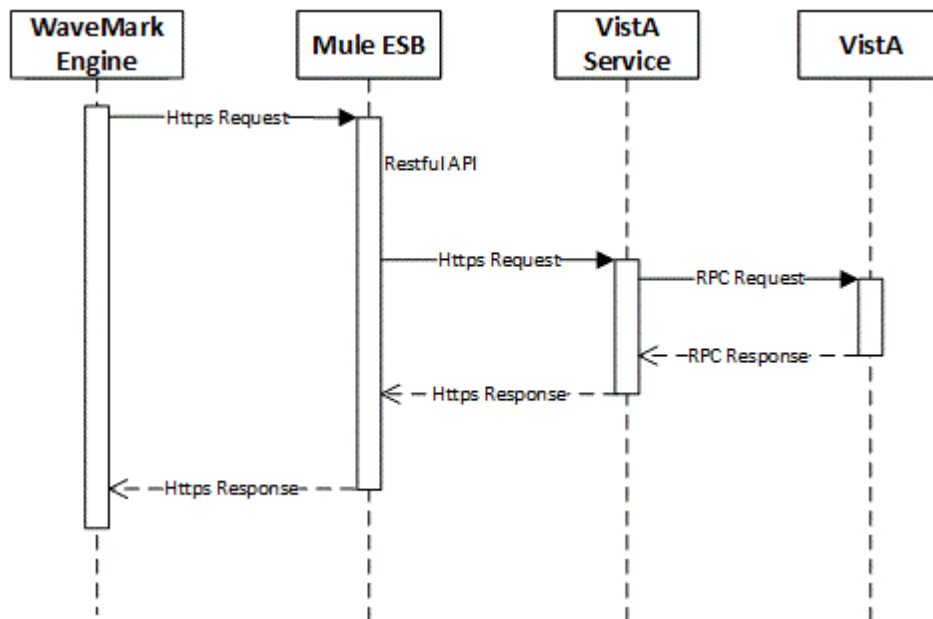 WaveMark
Engine
Mule ESB
VistA
Service
VistA
Https Request
Restful API
Https Request
RPC Request
RPC Response
Https Response
Https Response